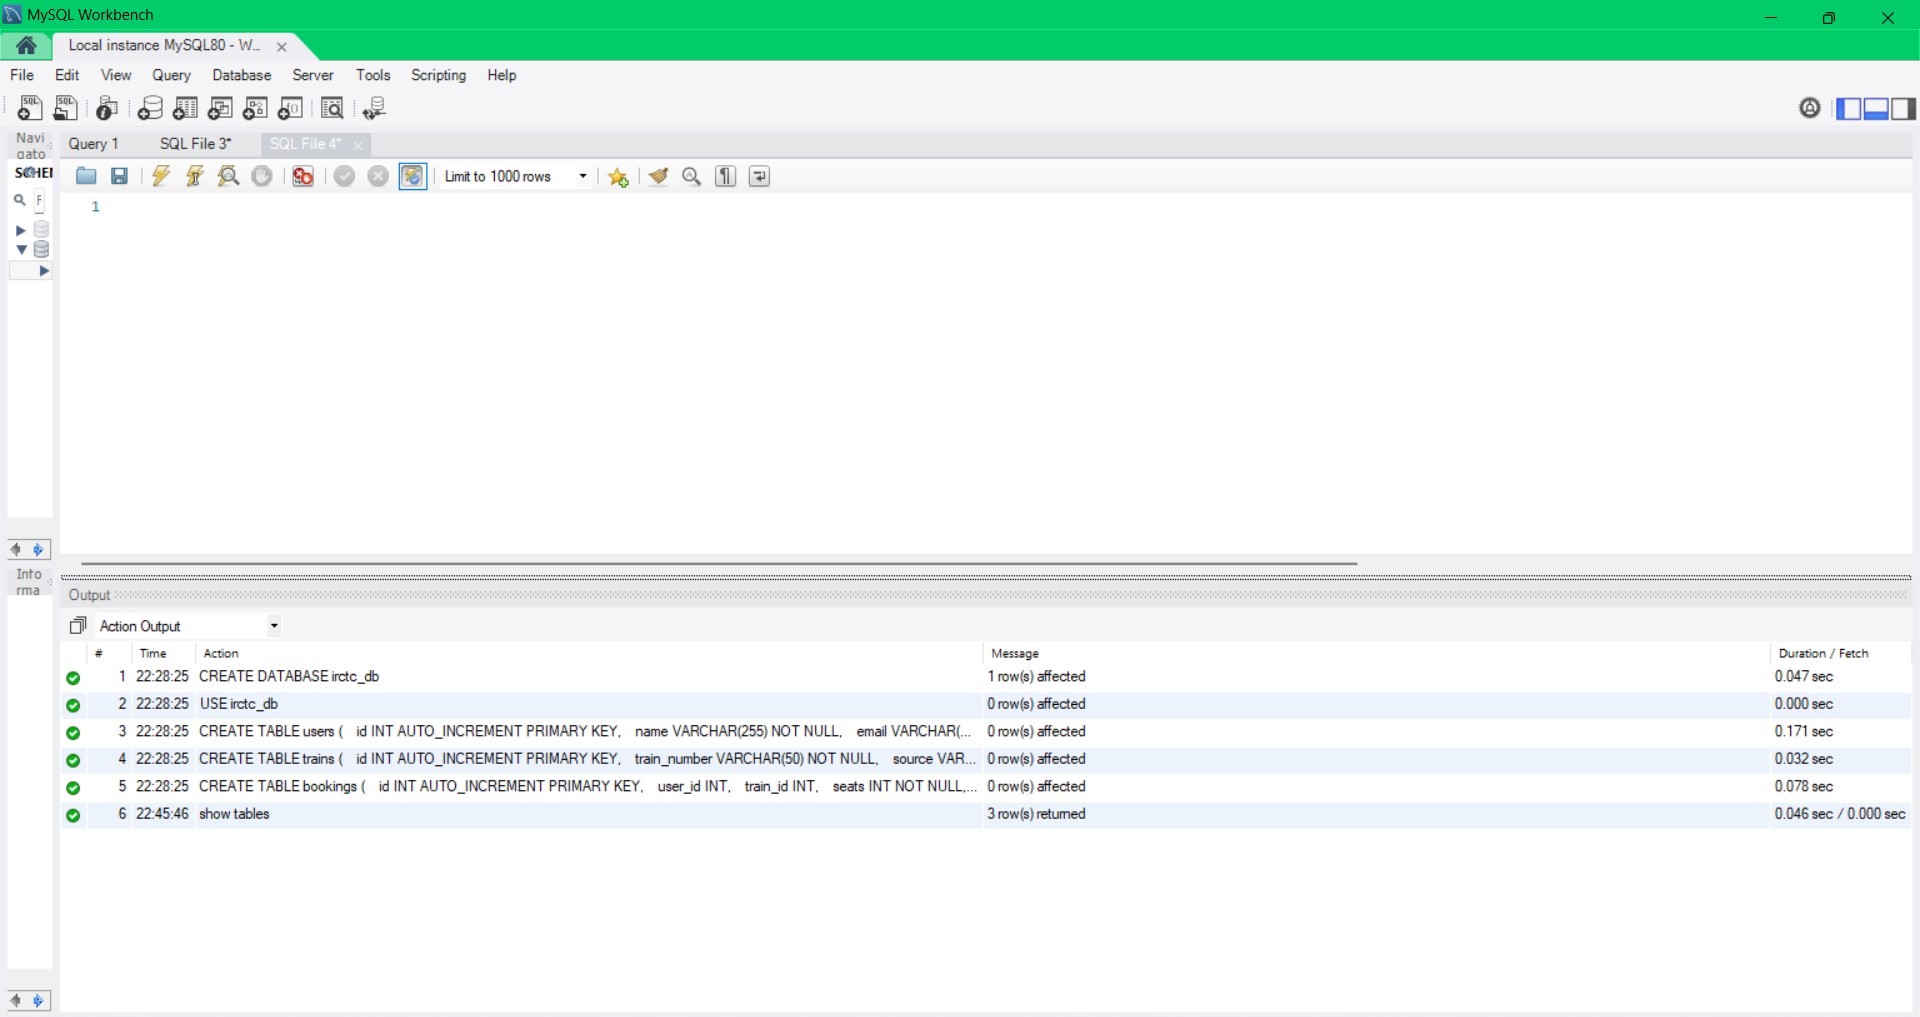 MySQL Workbench
Local instance MySQL80 - W...
File Edit View Query Database Server Tools Scripting Help
Navi
gato
Query 1 SQL File 3* SQL File 4*
Limit to 1000 rows
F
1
Info
rma
Output
Action Output
# Time Action Message Duration / Fetch
1 22:28:25 CREATE DATABASE irctc_db 1 row(s) affected 0.047 sec
2 22:28:25 USE irctc_db 0 row(s) affected 0.000 sec
3 22:28:25 CREATE TABLE users ( id INT AUTO_INCREMENT PRIMARY KEY, name VARCHAR(255) NOT NULL, email VARCHAR(... 0 row(s) affected 0.171 sec
4 22:28:25 CREATE TABLE trains ( id INT AUTO_INCREMENT PRIMARY KEY, train_number VARCHAR(50) NOT NULL, source VAR... 0 row(s) affected 0.032 sec
5 22:28:25 CREATE TABLE bookings ( id INT AUTO_INCREMENT PRIMARY KEY, user_id INT, train_id INT, seats INT NOT NULL,... 0 row(s) affected 0.078 sec
6 22:45:46 show tables 3 row(s) returned 0.046 sec / 0.000 sec